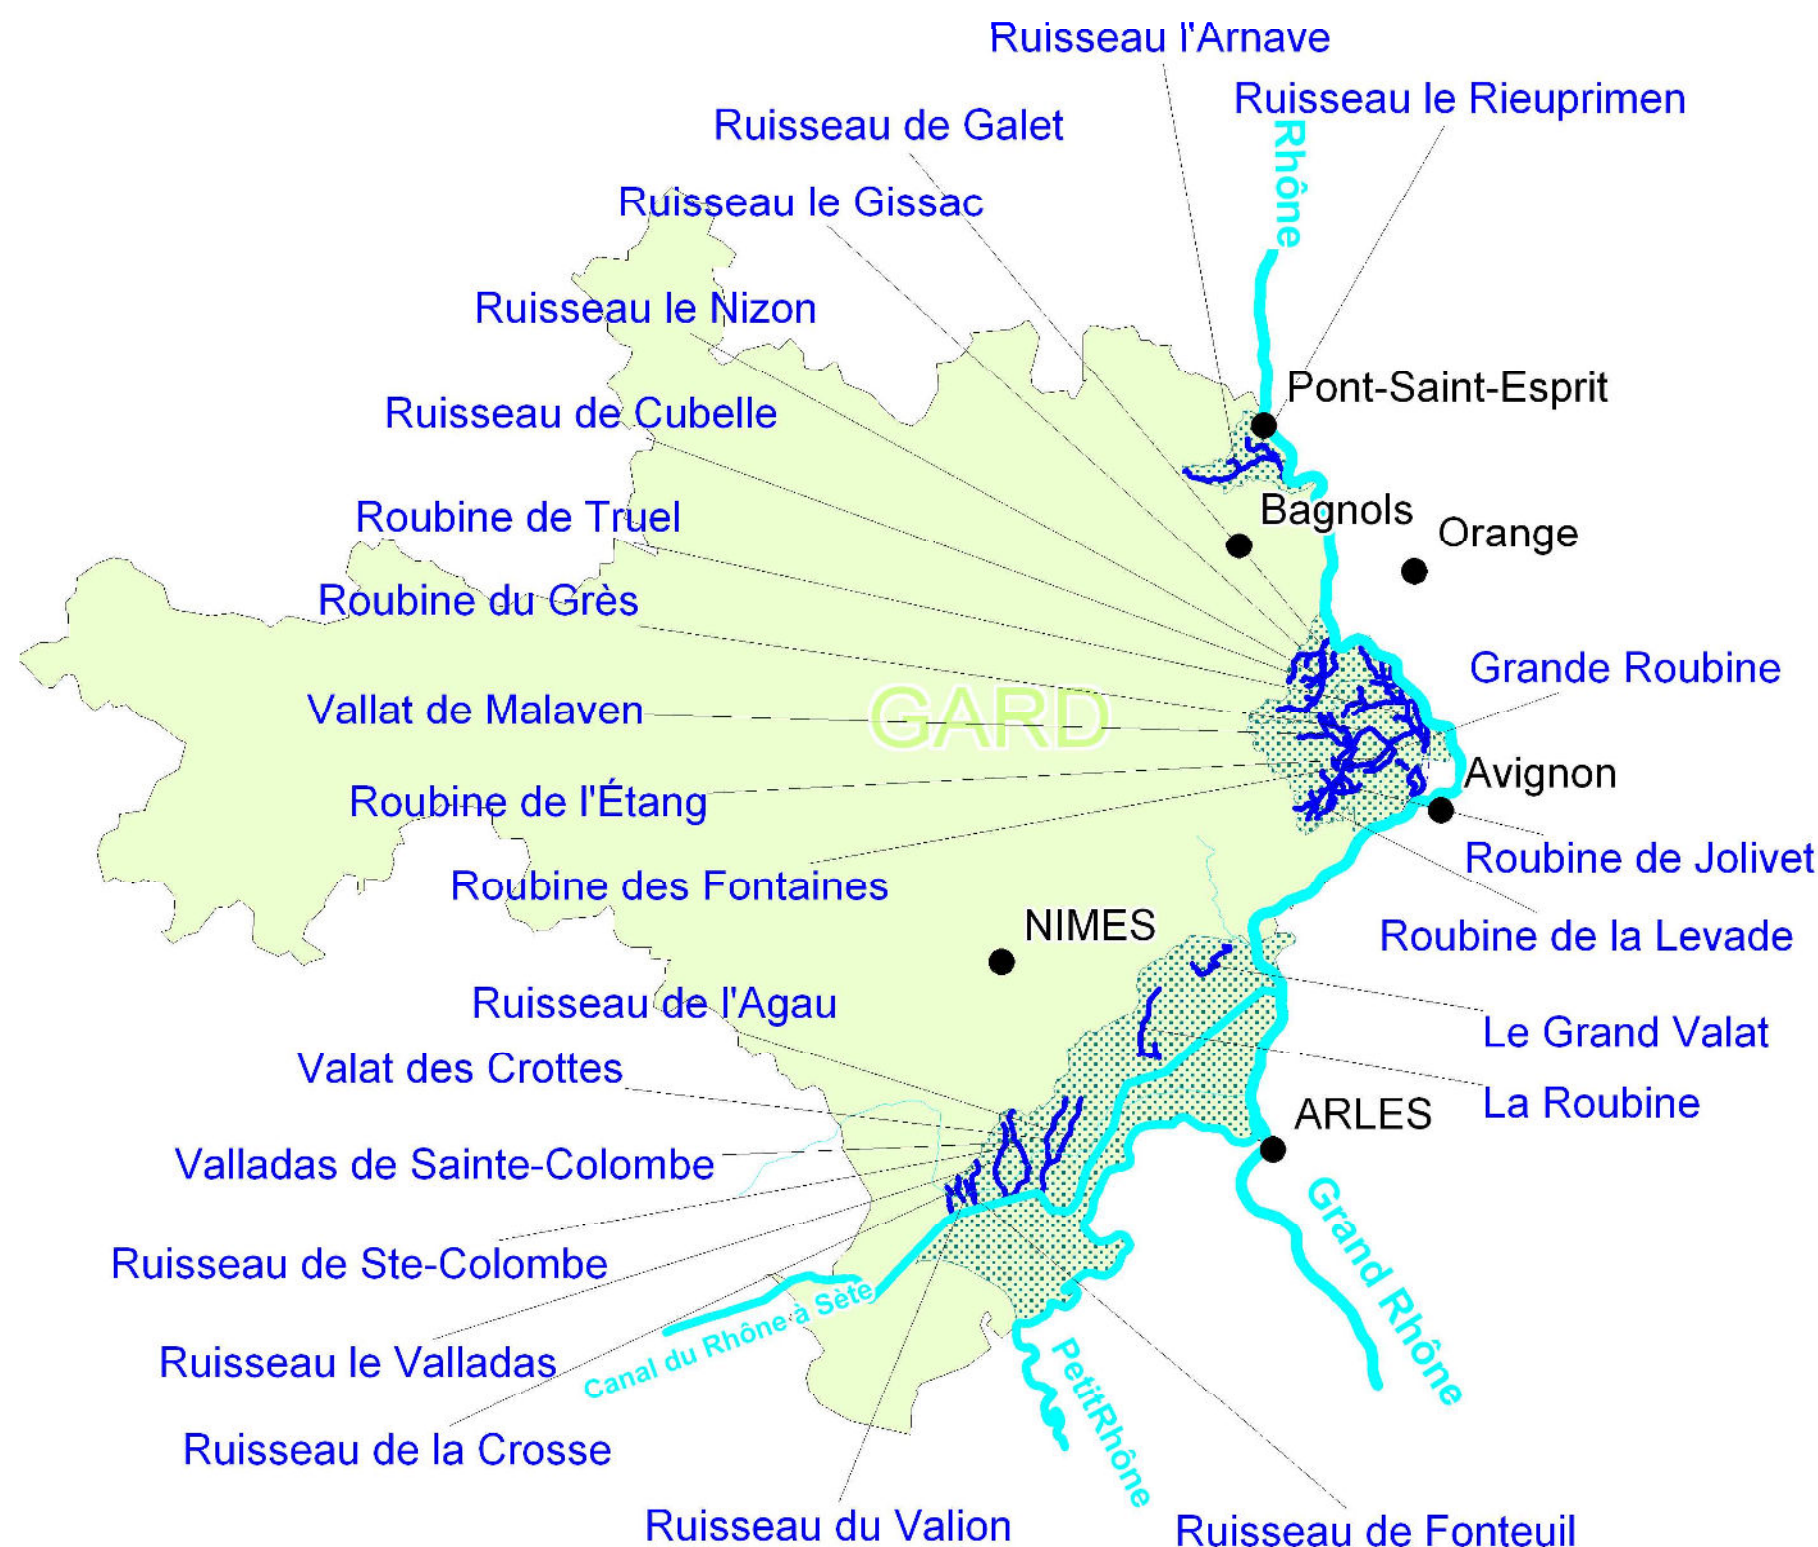 Ruisseau l'Arnave
Ruisseau le Rieuprimen
Ruisseau de Galet
Rhône
Ruisseau le Gissac
Ruisseau le Nizon
Pont-Saint-Esprit
Ruisseau de Cubelle
Bagnols
Roubine de Truel
Orange
Roubine du Grès
Grande Roubine
Vallat de Malaven
GARD
Avignon
Roubine de l'Étang
Roubine de Jolivet
Roubine des Fontaines
NIMES
Roubine de la Levade
Ruisseau de l'Agau
Le Grand Valat
Valat des Crottes
La Roubine
ARLES
Valladas de Sainte-Colombe
Ruisseau de Ste-Colombe
Grand Rhône
Canal du Rhône à Sète
Ruisseau le Valladas
PetitRhône
Ruisseau de la Crosse
Ruisseau du Valion
Ruisseau de Fonteuil